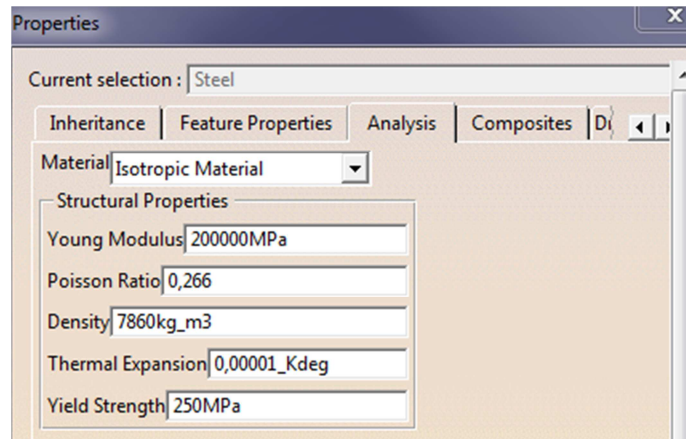 Properties
X
Current selection : Steel
Inheritance Feature Properties Analysis Composites
Material Isotropic Material
Structural Properties
Young Modulus 200000MPa
Poisson Ratio 0,266
Density 7860kg_m3
Thermal Expansion 0,00001_Kdeg
Yield Strength 250MPa